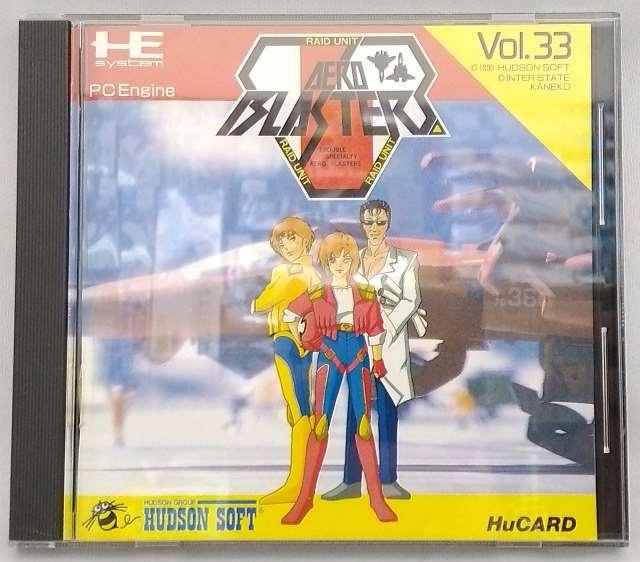 HE
system
PC Engine
RAID UNIT
AERO
BLASTERS
TROUBLE
SPECIALTY
AERO BLASTERS
RAID UNIT
RAID UNIT
Vol.33
©1990 HUDSON SOFT
©INTER STATE
KANEKO
36
HUDSON GROUP
HUDSON SOFT®
HuCARD